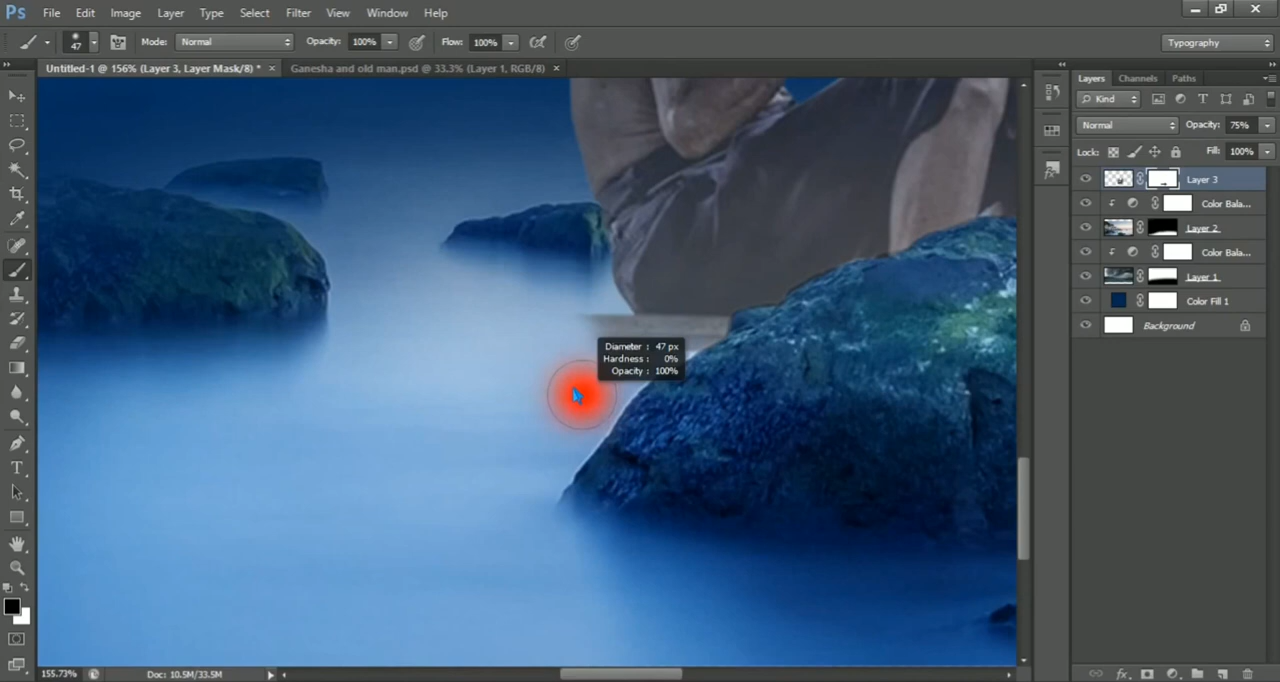 Ps File Edit Image Layer Type Select Filter View Window Help
47 Mode: Normal Opacity: 100% Flow: 100% Typography
Untitled-1 @ 156% (Layer 3, Layer Mask/8) * × Ganesha and old man.psd @ 33.3% (Layer 1, RGB/8) ×
Layers Channels Paths
Kind
Normal Opacity: 75%
Lock: Fill: 100%
Layer 3
Color Bala...
Layer 2
Color Bala...
Layer 1
Color Fill 1
Background
Diameter : 47 px
Hardness : 0%
Opacity : 100%
155.73% Doc: 10.5M/33.5M